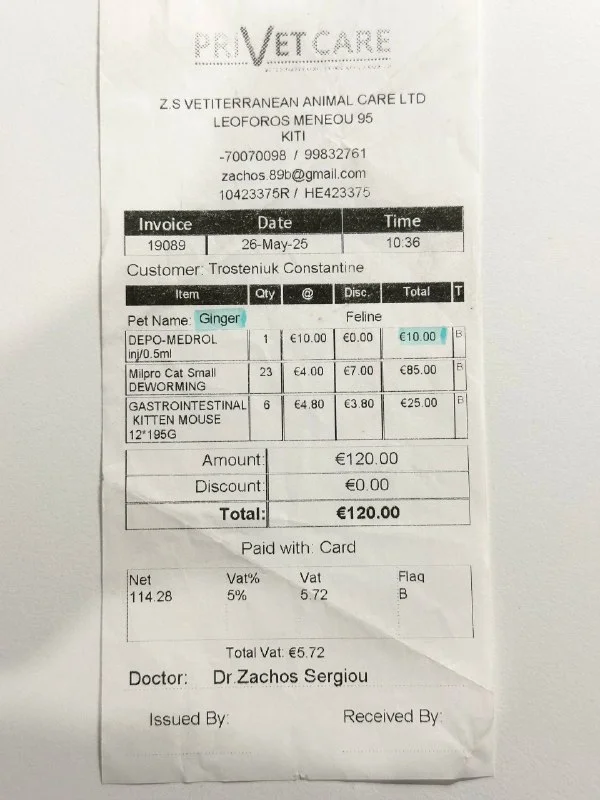 PRIVET CARE
Z.S VETITERRANEAN ANIMAL CARE LTD
LEOFOROS MENEOU 95
KITI
-70070098 / 99832761
zachos.89b@gmail.com
10423375R / HE423375
Invoice Date Time
19089 26-May-25 10:36
Customer: Trosteniuk Constantine
Item Qty @ Disc. Total T
Pet Name: Ginger Feline
DEPO-MEDROL 1 €10.00 €0.00 €10.00 B
inj/0.5ml
Milpro Cat Small 23 €4.00 €7.00 €85.00 B
DEWORMING
GASTROINTESTINAL 6 €4.80 €3.80 €25.00 B
KITTEN MOUSE
12*195G
Amount: €120.00
Discount: €0.00
Total: €120.00
Paid with: Card
Net Vat% Vat Flag
114.28 5% 5.72 B
Total Vat: €5.72
Doctor: Dr.Zachos Sergiou
Issued By: Received By: